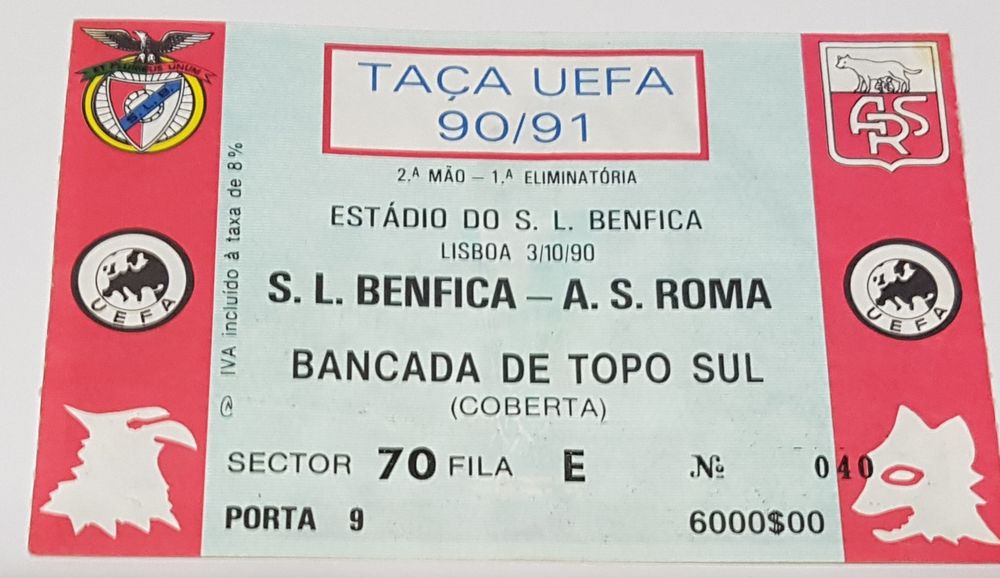 E PLURIBUS UNUM
S.L.B.
TAÇA UEFA
90/91
ASR
2.ª MÃO – 1.ª ELIMINATÓRIA
ESTÁDIO DO S. L. BENFICA
LISBOA 3/10/90
S. L. BENFICA – A. S. ROMA
UEFA
UEFA
BANCADA DE TOPO SUL
(COBERTA)
SECTOR 70 FILA E Nº 040
PORTA 9 6000$00
IVA incluído à taxa de 8%